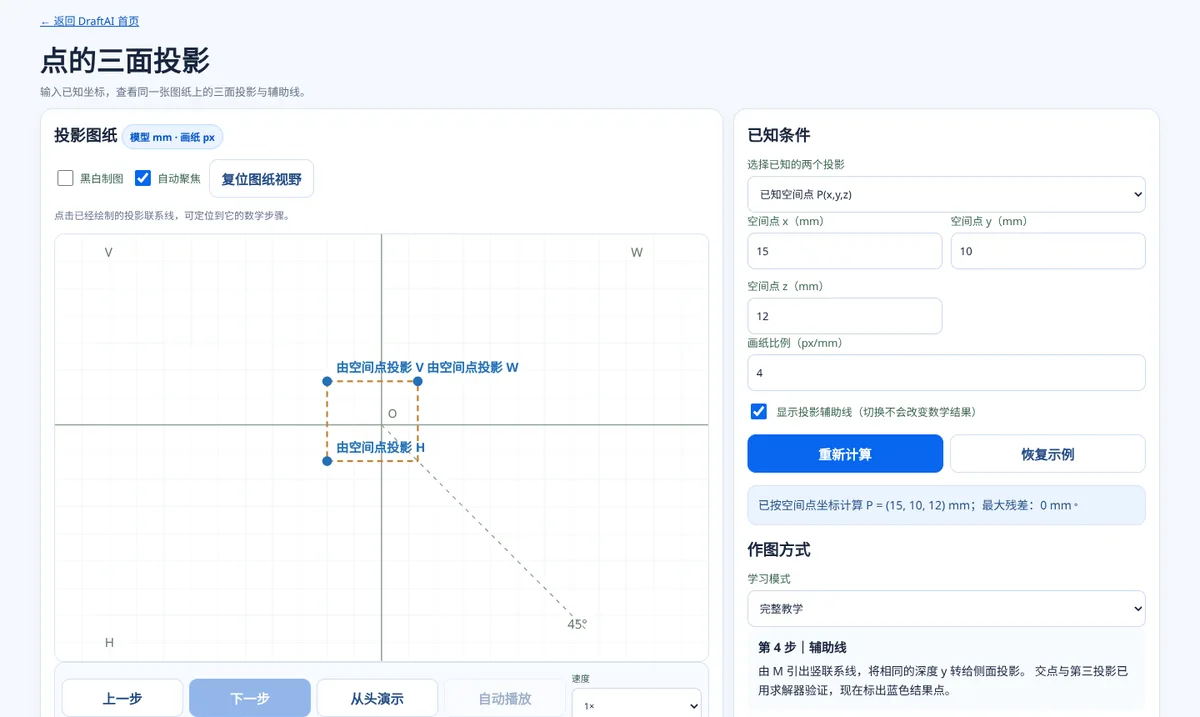 ← 返回 DraftAI 首页
点的三面投影
输入已知坐标，查看同一张图纸上的三面投影与辅助线。
投影图纸 模型 mm · 画纸 px
黑白制图 自动聚焦 复位图纸视野
点击已经绘制的投影联系线，可定位到它的数学步骤。
V W
由空间点投影 V 由空间点投影 W
O
由空间点投影 H
45°
H
上一步 下一步 从头演示 自动播放
速度
1×
已知条件
选择已知的两个投影
已知空间点 P(x,y,z)
空间点 x（mm） 空间点 y（mm）
15 10
空间点 z（mm）
12
画纸比例（px/mm）
4
显示投影辅助线（切换不会改变数学结果）
重新计算 恢复示例
已按空间点坐标计算 P = (15, 10, 12) mm；最大残差：0 mm。
作图方式
学习模式
完整教学
第 4 步｜辅助线
由 M 引出竖联系线，将相同的深度 y 转给侧面投影。 交点与第三投影已
用求解器验证，现在标出蓝色结果点。